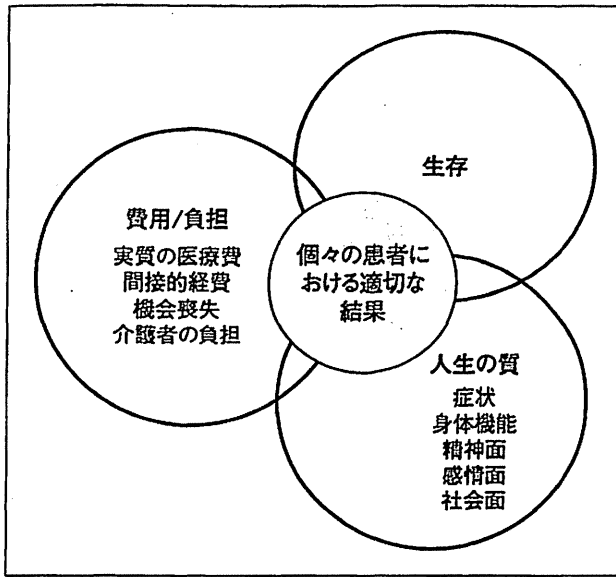 生存
費用/負担
実質の医療費
間接的経費
機会喪失
介護者の負担
個々の患者に
おける適切な
結果
人生の質
症状
身体機能
精神面
感情面
社会面